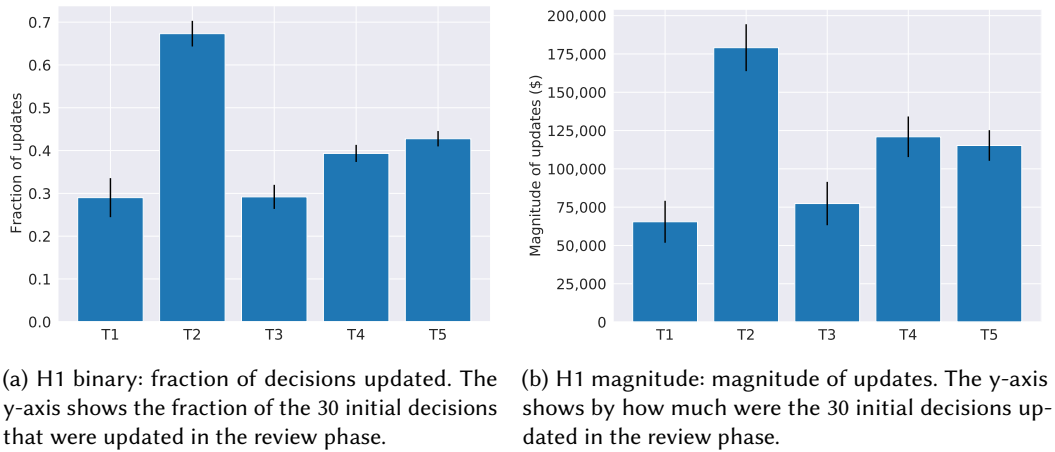 0.7
0.6
0.5
0.4
0.3
0.2
0.1
0.0
Fraction of updates
T1 T2 T3 T4 T5
200,000
175,000
150,000
125,000
100,000
75,000
50,000
25,000
0
Magnitude of updates ($)
T1 T2 T3 T4 T5
(a) H1 binary: fraction of decisions updated. The
y-axis shows the fraction of the 30 initial decisions
that were updated in the review phase.
(b) H1 magnitude: magnitude of updates. The y-axis
shows by how much were the 30 initial decisions up-
dated in the review phase.